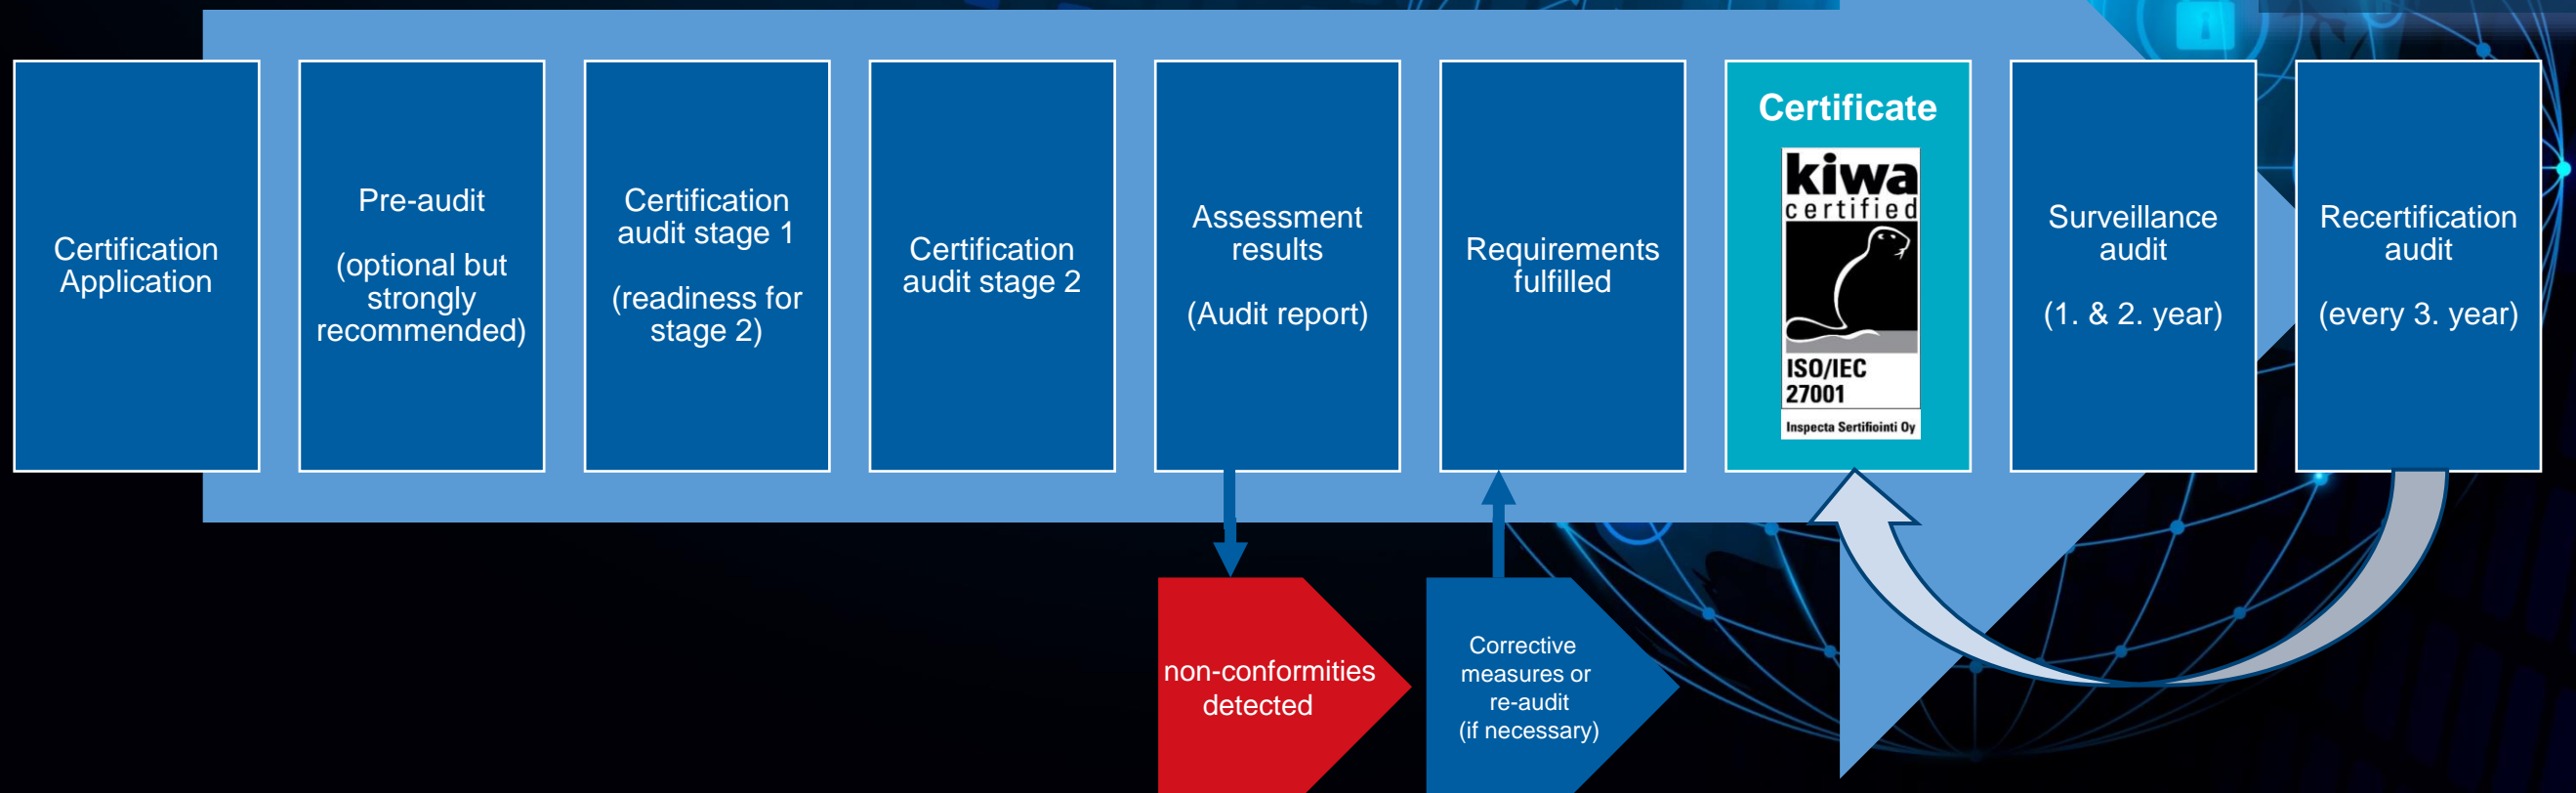 Certification
Application
Pre-audit
(optional but
strongly
recommended)
Certification
audit stage 1
(readiness for
stage 2)
Certification
audit stage 2
Assessment
results
(Audit report)
Requirements
fulfilled
Certificate
kiwa
certified
ISO/IEC
27001
Inspecta Sertifiointi Oy
Surveillance
audit
(1. & 2. year)
Recertification
audit
(every 3. year)
non-conformities
detected
Corrective
measures or
re-audit
(if necessary)